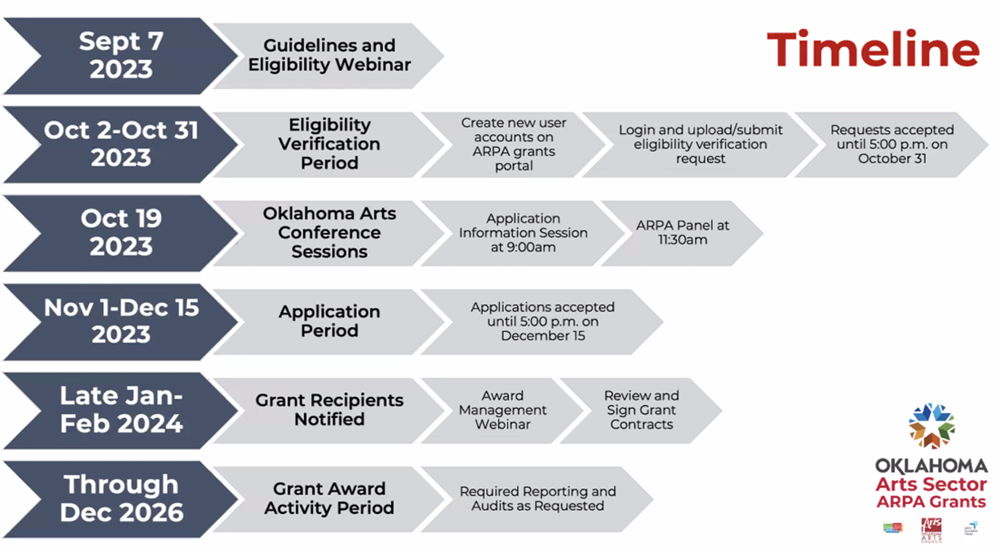 Timeline
Sept 7
2023
Guidelines and
Eligibility Webinar
Oct 2-Oct 31
2023
Eligibility
Verification
Period
Create new user
accounts on
ARPA grants
portal
Login and upload/submit
eligibility verification
request
Requests accepted
until 5:00 p.m. on
October 31
Oct 19
2023
Oklahoma Arts
Conference
Sessions
Application
Information Session
at 9:00am
ARPA Panel at
11:30am
Nov 1-Dec 15
2023
Application
Period
Applications accepted
until 5:00 p.m. on
December 15
Late Jan-
Feb 2024
Grant Recipients
Notified
Award
Management
Webinar
Review and
Sign Grant
Contracts
Through
Dec 2026
Grant Award
Activity Period
Required Reporting and
Audits as Requested
OKLAHOMA
Arts Sector
ARPA Grants
Arts
OKLAHOMA
ARTS
COUNCIL